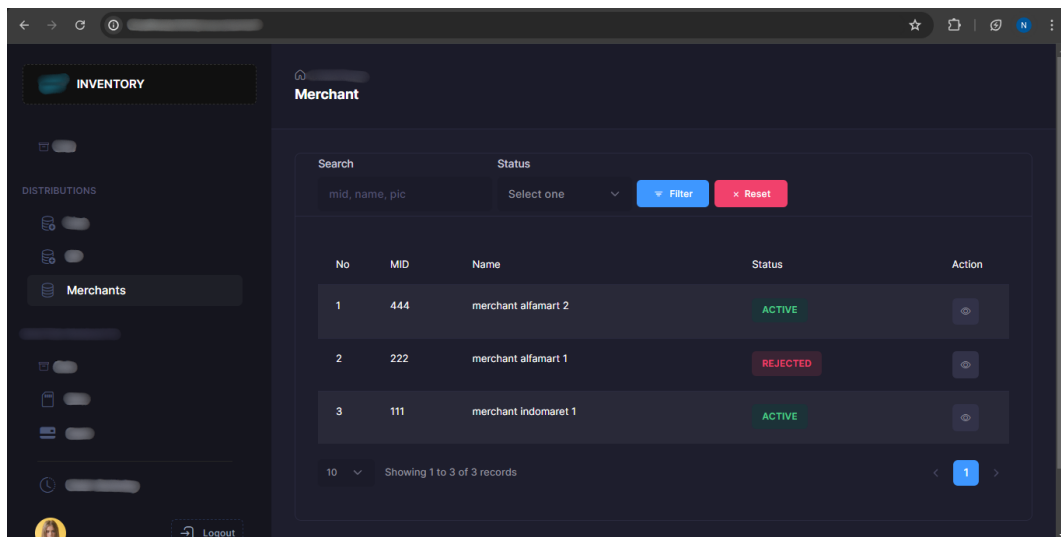 N
INVENTORY
Merchant
DISTRIBUTIONS
Merchants
Logout
Search
Status
mid, name, pic
Select one
Filter
× Reset
No MID Name Status Action
1 444 merchant alfamart 2 ACTIVE
2 222 merchant alfamart 1 REJECTED
3 111 merchant indomaret 1 ACTIVE
10 Showing 1 to 3 of 3 records < 1 >